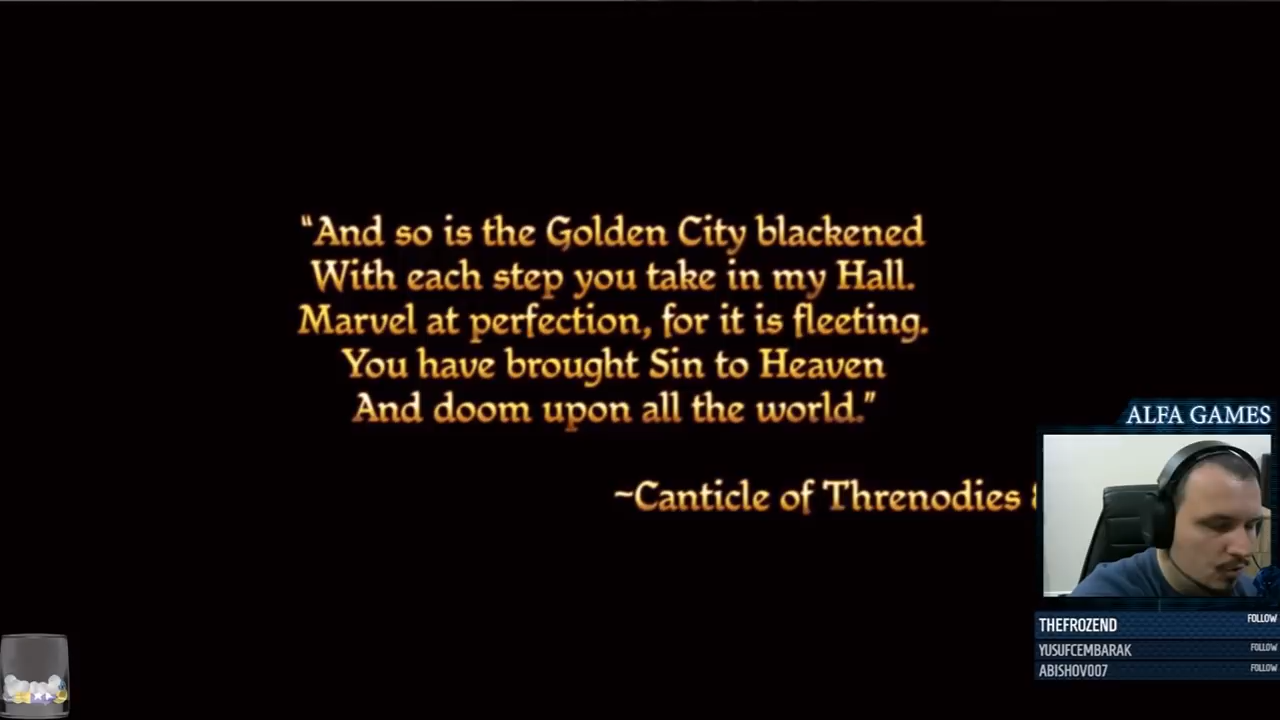 “And so is the Golden City blackened
With each step you take in my Hall.
Marvel at perfection, for it is fleeting.
You have brought Sin to Heaven
And doom upon all the world.”
~Canticle of Threnodies
ALFA GAMES
THEFROZEND FOLLOW
YUSUFCEMBARAK FOLLOW
ABISHOV007 FOLLOW